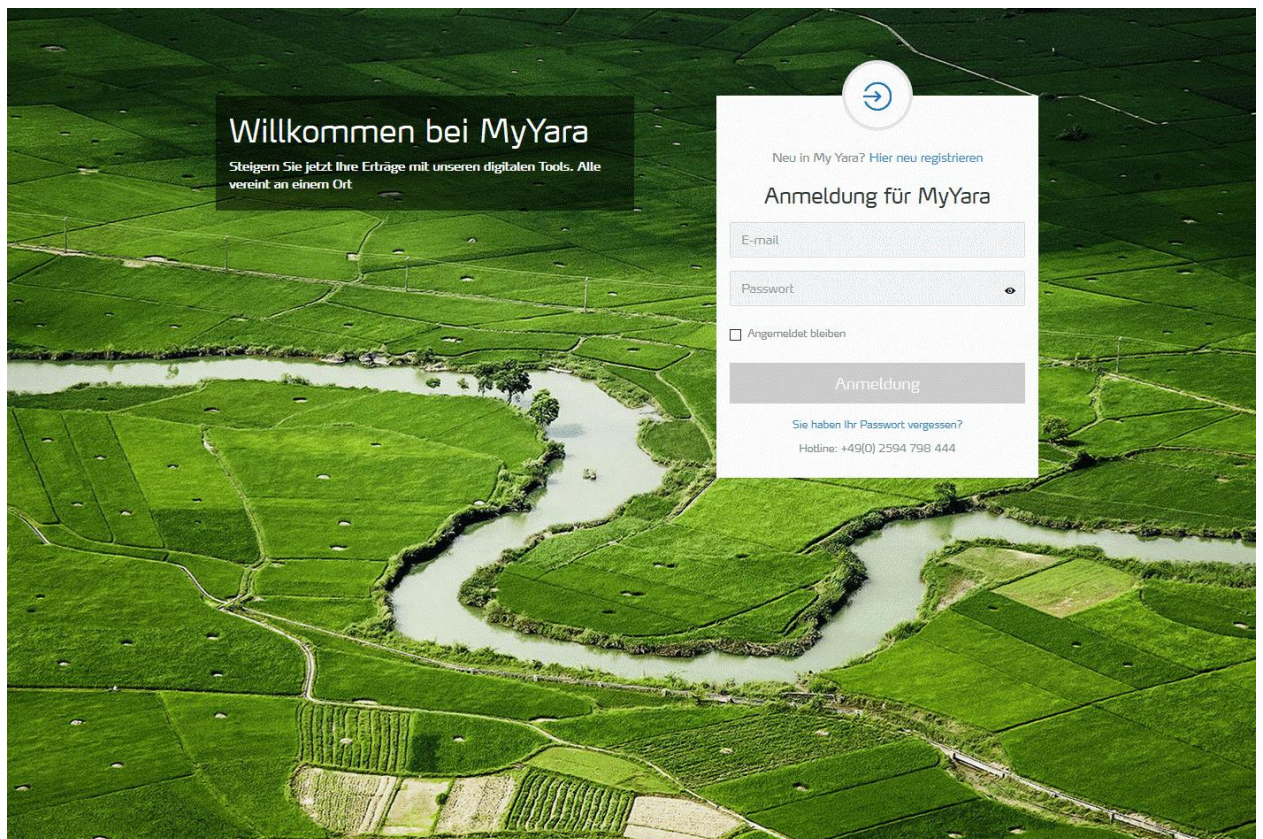 Willkommen bei MyYara
Steigern Sie jetzt Ihre Erträge mit unseren digitalen Tools. Alle
vereint an einem Ort
Neu in My Yara? Hier neu registrieren
Anmeldung für MyYara
E-mail
Passwort
Angemeldet bleiben
Anmeldung
Sie haben Ihr Passwort vergessen?
Hotline: +49(0) 2594 798 444